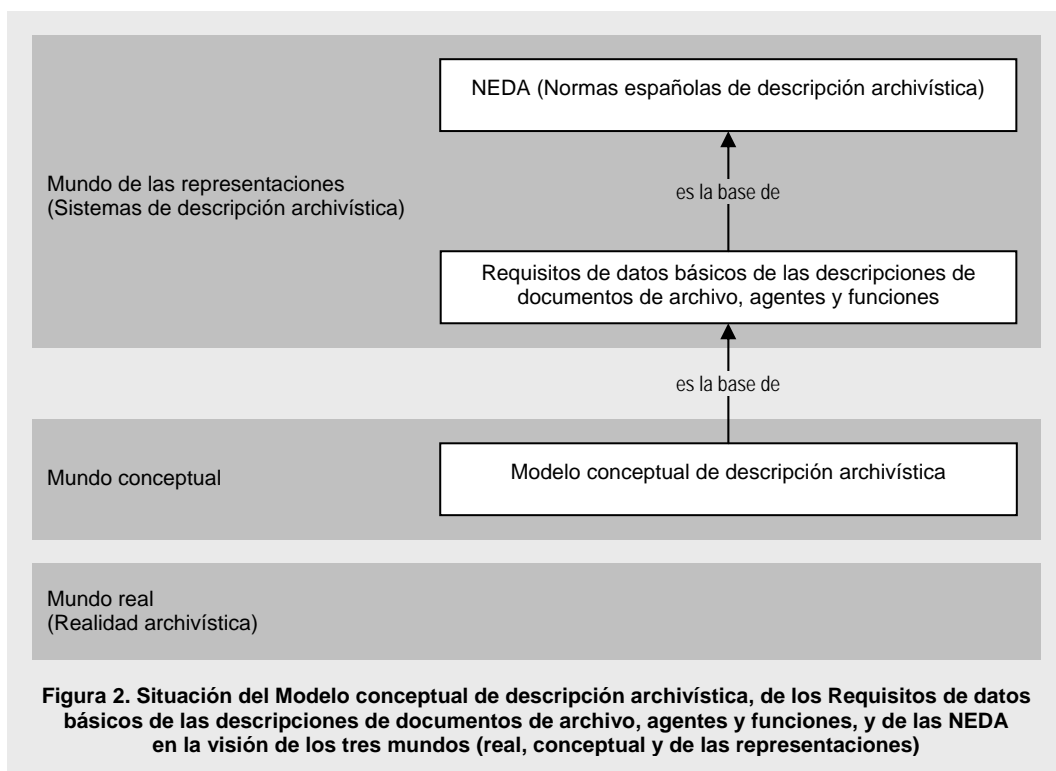 NEDA (Normas españolas de descripción archivística)
Mundo de las representaciones
(Sistemas de descripción archivística)
es la base de
Requisitos de datos básicos de las descripciones de
documentos de archivo, agentes y funciones
es la base de
Mundo conceptual
Modelo conceptual de descripción archivística
Mundo real
(Realidad archivística)
Figura 2. Situación del Modelo conceptual de descripción archivística, de los Requisitos de datos
básicos de las descripciones de documentos de archivo, agentes y funciones, y de las NEDA
en la visión de los tres mundos (real, conceptual y de las representaciones)